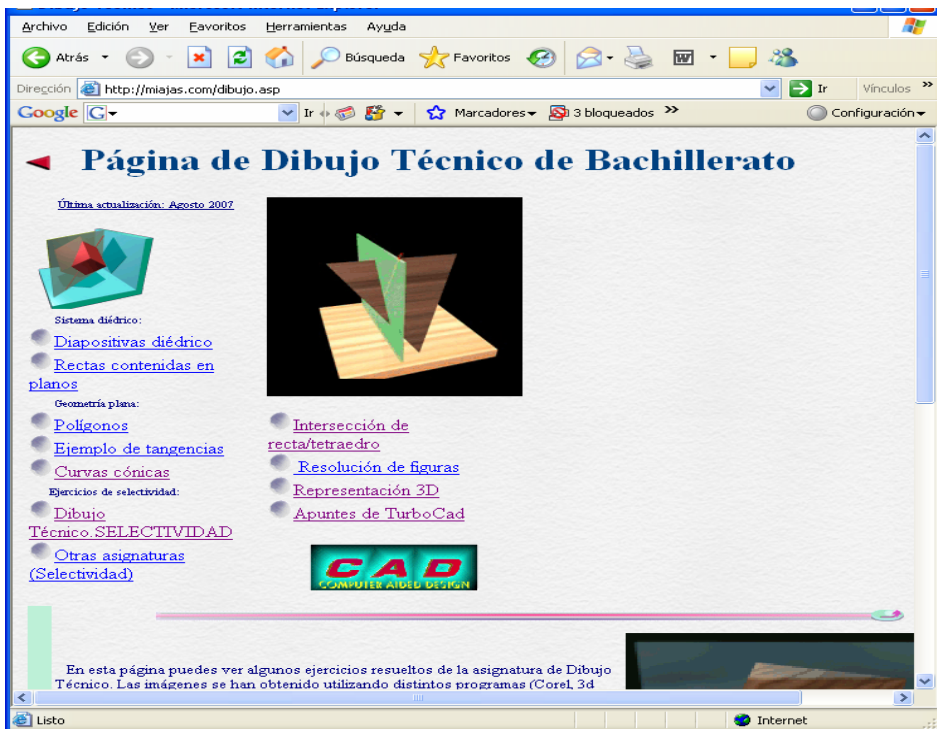 Archivo Edición Ver Favoritos Herramientas Ayuda
Atrás Búsqueda Favoritos
Dirección http://miajas.com/dibujo.asp Ir Vínculos »
Google G Ir Marcadores 3 bloqueados » Configuración
Página de Dibujo Técnico de Bachillerato
Última actualización: Agosto 2007
Sistema diédrico:
Diapositivas diédrico
Rectas contenidas en
planos
Geometría plana:
Polígonos
Ejemplo de tangencias
Curvas cónicas
Ejercicios de selectividad:
Dibujo
Técnico.SELECTIVIDAD
Otras asignaturas
(Selectividad)
Intersección de
recta/tetraedro
Resolución de figuras
Representación 3D
Apuntes de TurboCad
CAD
COMPUTER AIDED DESIGN
En esta página puedes ver algunos ejercicios resueltos de la asignatura de Dibujo
Técnico. Las imágenes se han obtenido utilizando distintos programas (Corel, 3d
Listo Internet